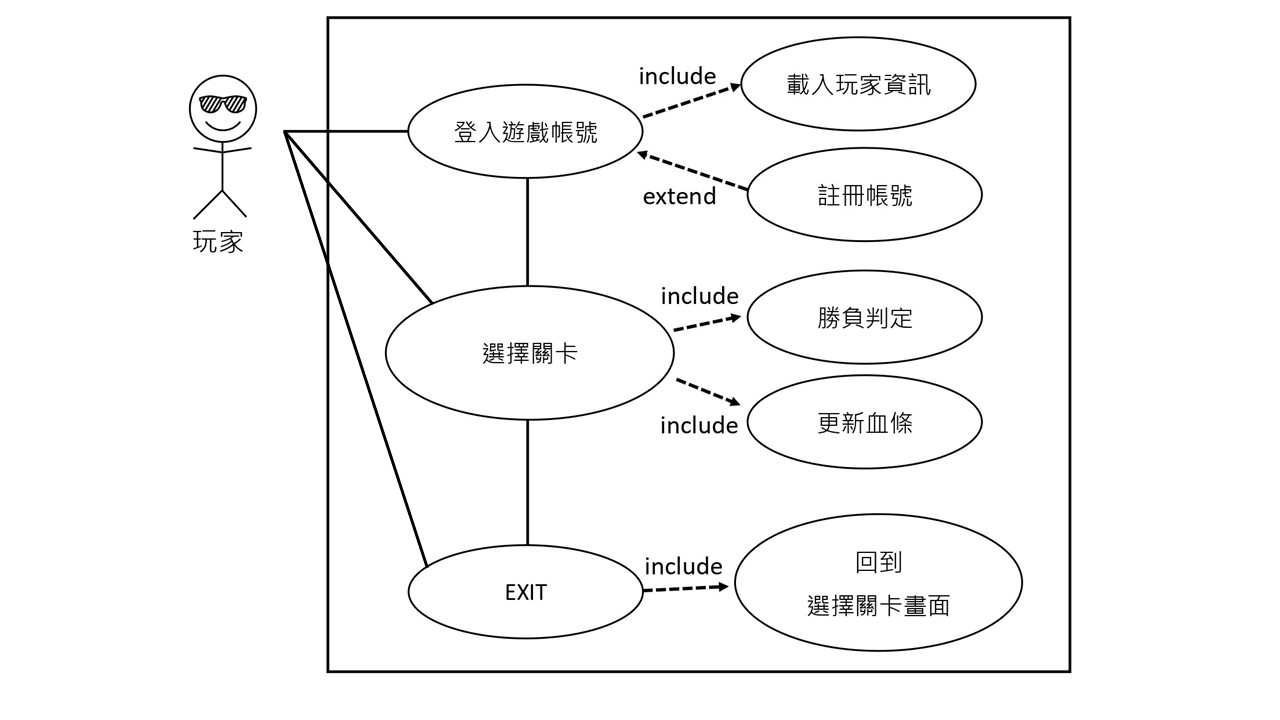 include
載入玩家資訊
登入遊戲帳號
extend
註冊帳號
玩家
include
勝負判定
選擇關卡
include
更新血條
include
回到
選擇關卡畫面
EXIT